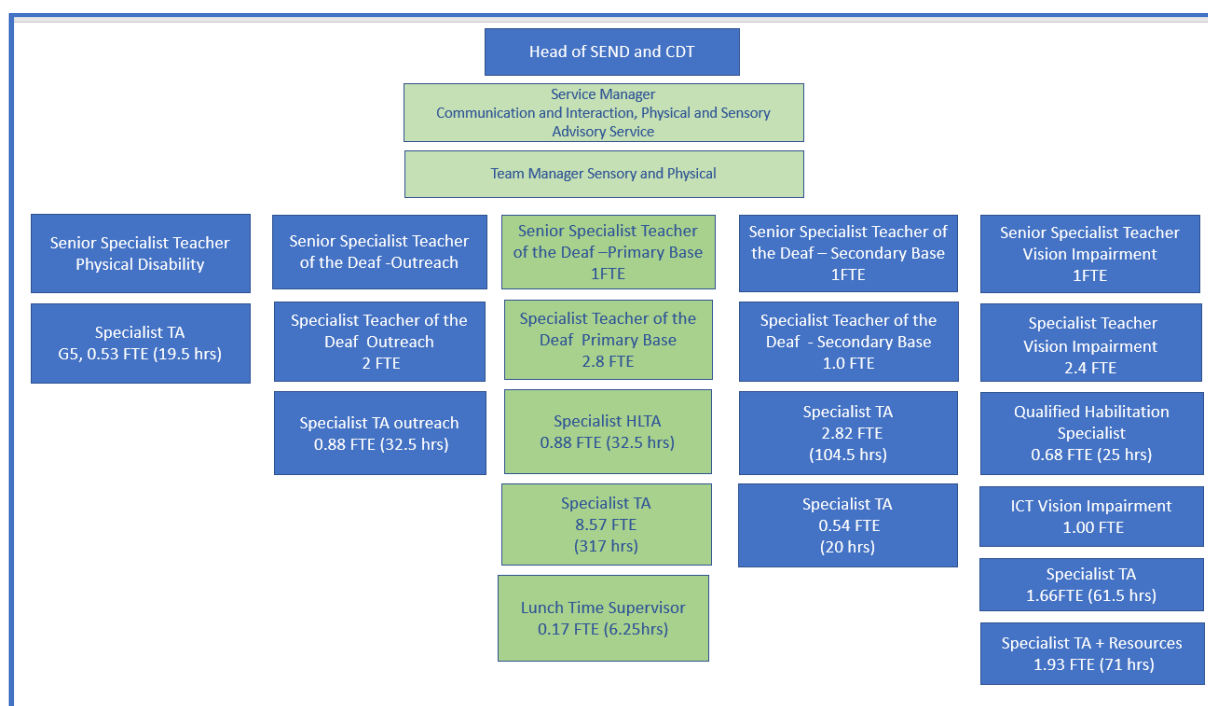 Head of SEND and CDT
Service Manager
Communication and Interaction, Physical and Sensory
Advisory Service
Team Manager Sensory and Physical
Senior Specialist Teacher
Physical Disability
Specialist TA
G5, 0.53 FTE (19.5 hrs)
Senior Specialist Teacher
of the Deaf -Outreach
Specialist Teacher of the
Deaf Outreach
2 FTE
Specialist TA outreach
0.88 FTE (32.5 hrs)
Senior Specialist Teacher
of the Deaf –Primary Base
1FTE
Specialist Teacher of the
Deaf Primary Base
2.8 FTE
Specialist HLTA
0.88 FTE (32.5 hrs)
Specialist TA
8.57 FTE
(317 hrs)
Lunch Time Supervisor
0.17 FTE (6.25hrs)
Senior Specialist Teacher of
the Deaf – Secondary Base
1FTE
Specialist Teacher of the
Deaf - Secondary Base
1.0 FTE
Specialist TA
2.82 FTE
(104.5 hrs)
Specialist TA
0.54 FTE
(20 hrs)
Senior Specialist Teacher
Vision Impairment
1FTE
Specialist Teacher
Vision Impairment
2.4 FTE
Qualified Habilitation
Specialist
0.68 FTE (25 hrs)
ICT Vision Impairment
1.00 FTE
Specialist TA
1.66FTE (61.5 hrs)
Specialist TA + Resources
1.93 FTE (71 hrs)